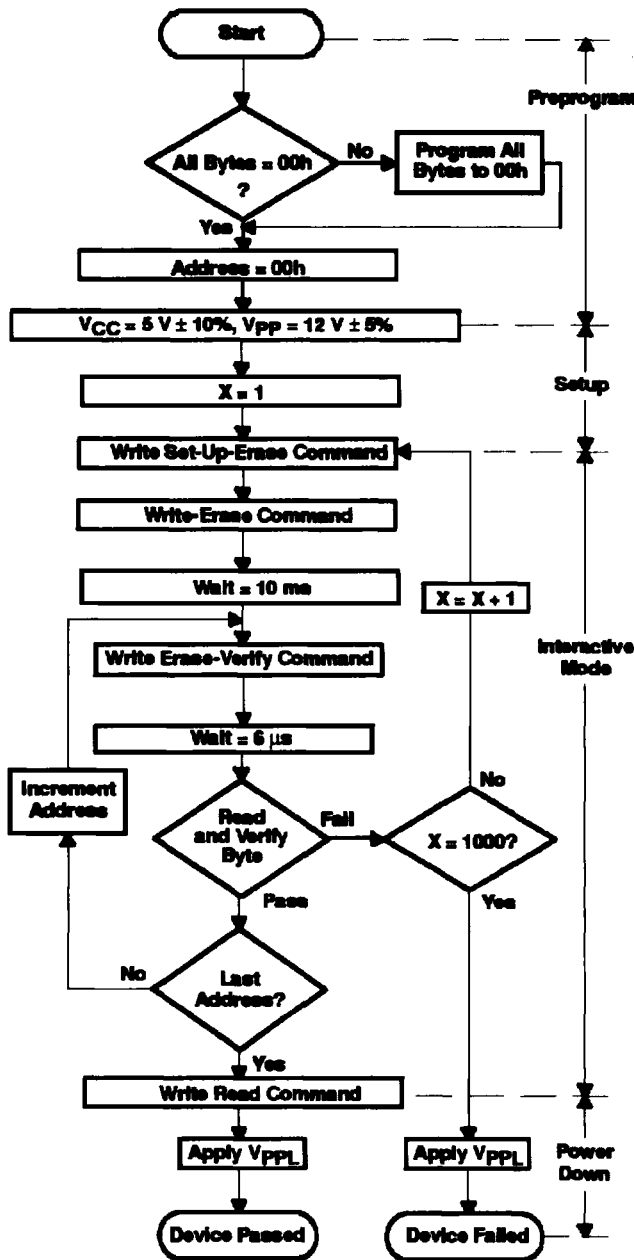 Start
Preprogram
All Bytes = 00h
?
No
Program All
Bytes to 00h
Yes
Address = 00h
VCC = 5 V ± 10%, VPP = 12 V ± 5%
Setup
X = 1
Write Set-Up-Erase Command
Write-Erase Command
Wait = 10 ms
X = X + 1
Interactive
Mode
Write Erase-Verify Command
Wait = 6 µs
Increment
Address
Read
and Verify
Byte
Fail
No
X = 1000?
Pass
Yes
No
Last
Address?
Yes
Write Read Command
Apply VPPL
Apply VPPL
Power
Down
Device Passed
Device Failed